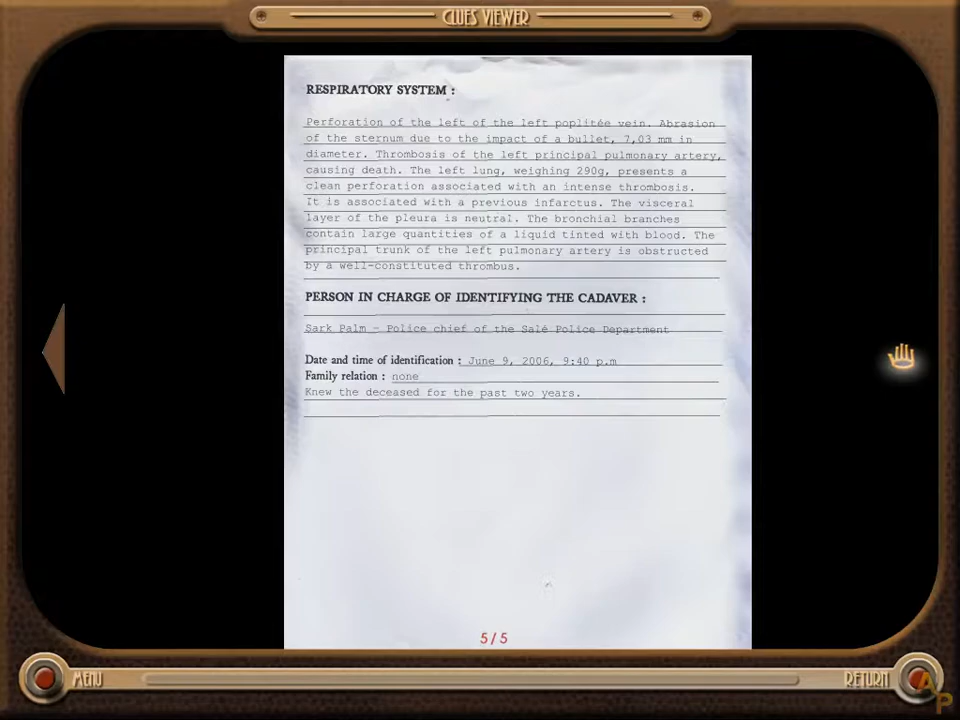 CLUES VIEWER
RESPIRATORY SYSTEM :
Perforation of the left of the left poplitée vein. Abrasion
of the sternum due to the impact of a bullet, 7,03 mm in
diameter. Thrombosis of the left principal pulmonary artery,
causing death. The left lung, weighing 290g, presents a
clean perforation associated with an intense thrombosis.
It is associated with a previous infarctus. The visceral
layer of the pleura is neutral. The bronchial branches
contain large quantities of a liquid tinted with blood. The
principal trunk of the left pulmonary artery is obstructed
by a well-constituted thrombus.
PERSON IN CHARGE OF IDENTIFYING THE CADAVER :
Sark Palm - Police chief of the Salé Police Department
Date and time of identification : June 9, 2006, 9:40 p.m
Family relation : none
Knew the deceased for the past two years.
5/5
MENU
RETURN
AP